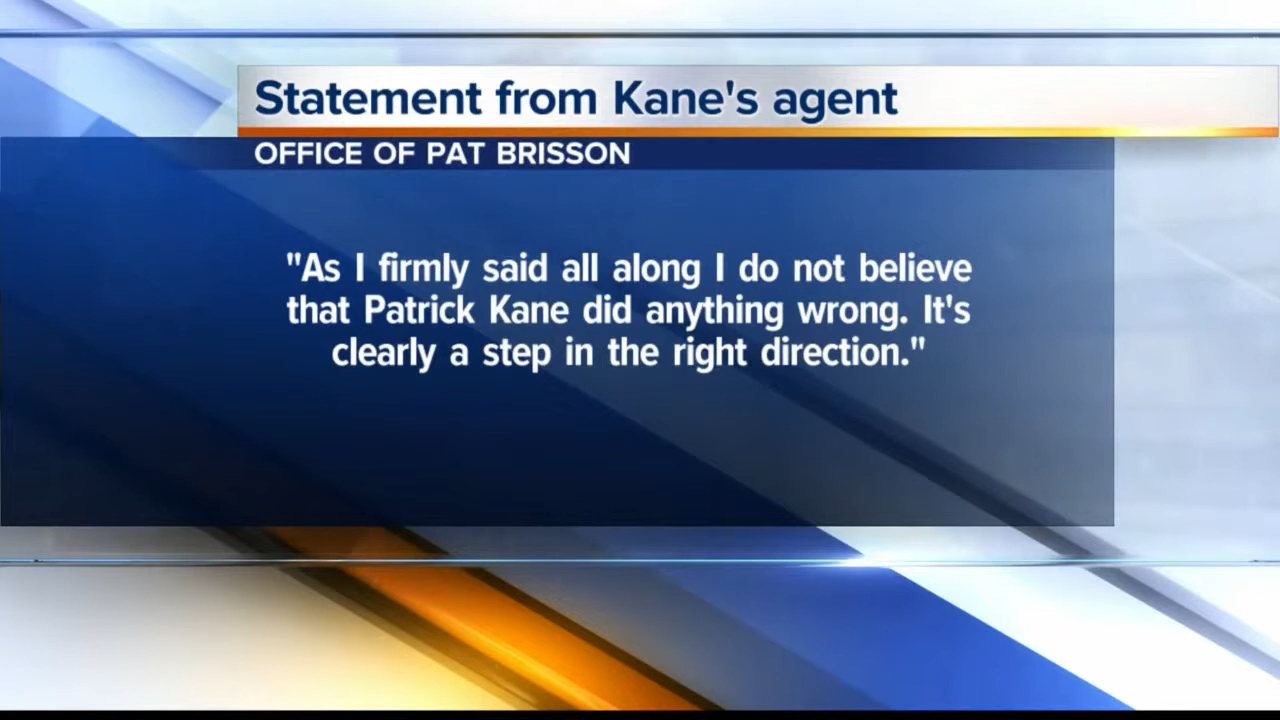 Statement from Kane's agent
OFFICE OF PAT BRISSON
"As I firmly said all along I do not believe
that Patrick Kane did anything wrong. It's
clearly a step in the right direction."